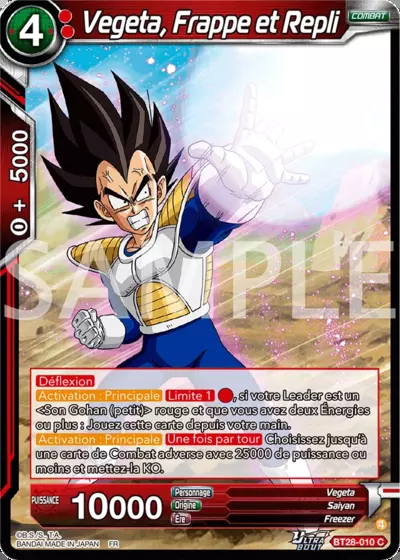 4
Vegeta, Frappe et Repli
COMBAT
0 + 5000
SAMPLE
Déflexion
Activation : Principale Limite 1 , si votre Leader est un
<Son Gohan (petit)> rouge et que vous avez deux Énergies
ou plus : Jouez cette carte depuis votre main.
Activation : Principale Une fois par tour Choisissez jusqu'à
une carte de Combat adverse avec 25000 de puissance ou
moins et mettez-la KO.
PUISSANCE
10000
Personnage Vegeta
Origine Saiyan
Ère Freezer
4
©B.S./S., T.A.
BANDAI MADE IN JAPAN FR
ULTRA BOUT
BT28-010 C